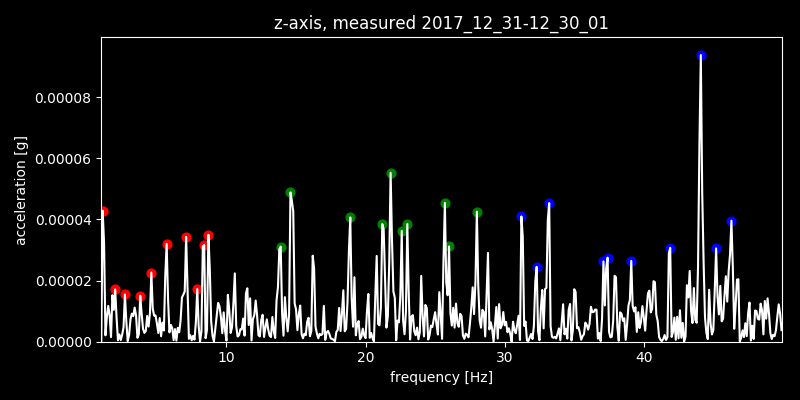 z-axis, measured 2017_12_31-12_30_01
acceleration [g]
0.00008
0.00006
0.00004
0.00002
0.00000
10 20 30 40
frequency [Hz]